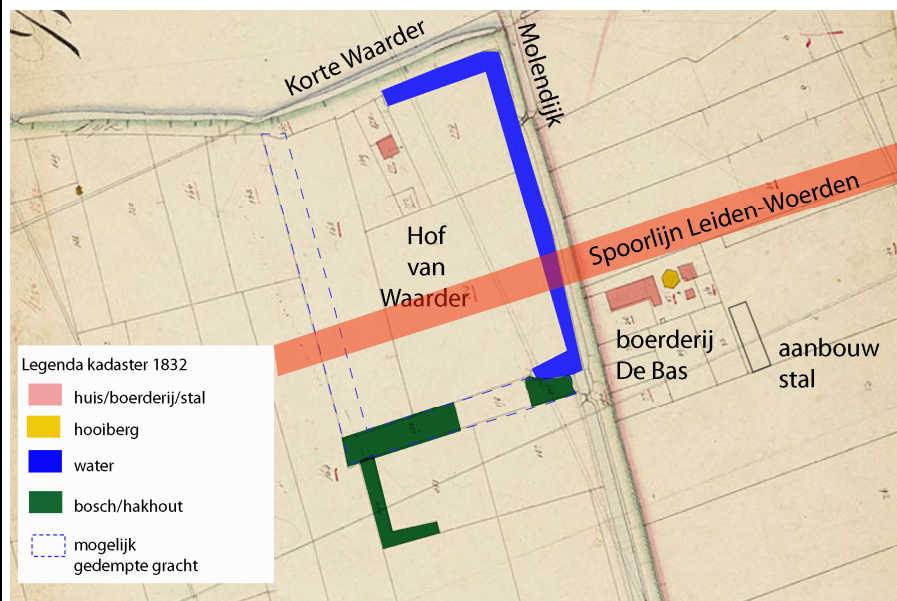 Korte Waarder
Molendijk
Spoorlijn Leiden-Woerden
Hof
van
Waarder
boerderij
De Bas
aanbouw
stal
Legenda kadaster 1832
huis/boerderij/stal
hooiberg
water
bosch/hakhout
mogelijk
gedempte gracht